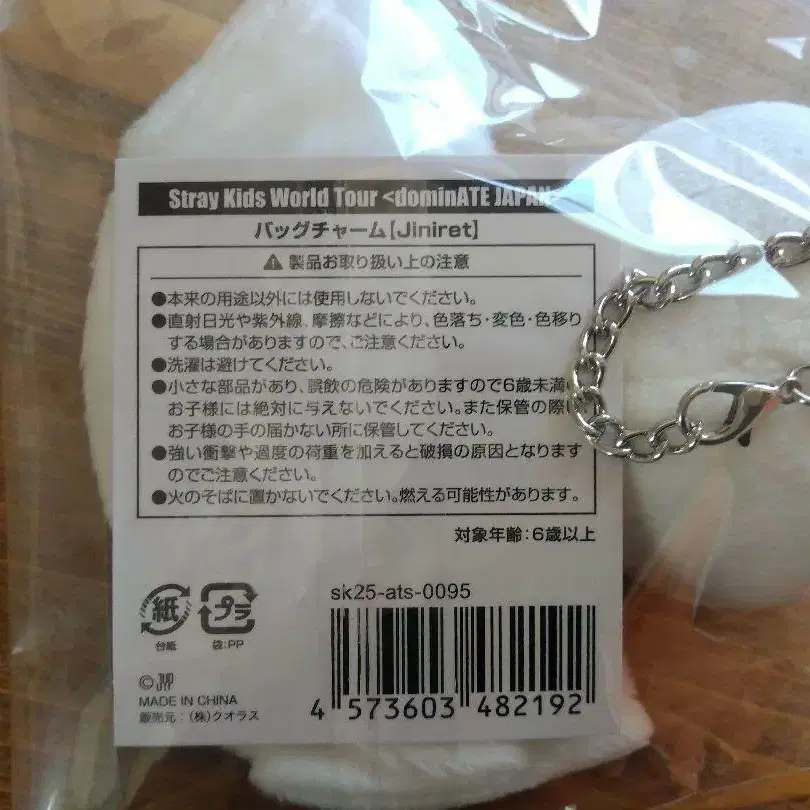 Stray Kids World Tour <dominATE JAPAN
バッグチャーム【Jiniret】
製品お取り扱い上の注意
●本来の用途以外には使用しないでください。
●直射日光や紫外線、摩擦などにより、色落ち・変色・色移り
する場合がありますので、ご注意ください。
●洗濯は避けてください。
●小さな部品があり、誤飲の危険がありますので6歳未満
お子様には絶対に与えないでください。また保管の際
お子様の手の届かない所に保管してください。
●強い衝撃や過度の荷重を加えると破損の原因となります
のでご注意ください。
●火のそばに置かないでください。燃える可能性があります。
対象年齢：6歳以上
sk25-ats-0095
紙 プラ
台紙 袋：PP
©JYP
MADE IN CHINA
販売元：(株)クオラス
4 573603 482192